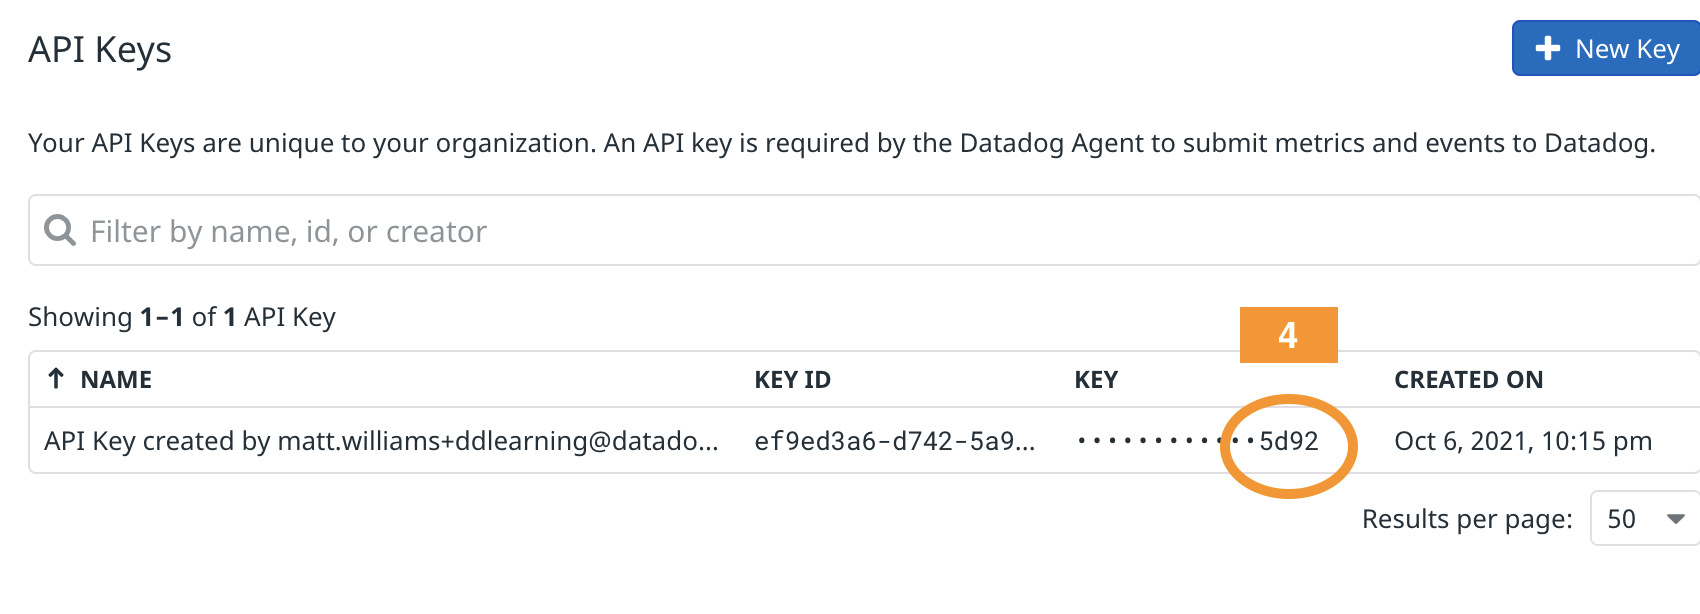 API Keys
New Key
Your API Keys are unique to your organization. An API key is required by the Datadog Agent to submit metrics and events to Datadog.
Filter by name, id, or creator
Showing 1–1 of 1 API Key
4
↑ NAME KEY ID KEY CREATED ON
API Key created by matt.williams+ddlearning@datado... ef9ed3a6-d742-5a9... ············5d92 Oct 6, 2021, 10:15 pm
Results per page: 50